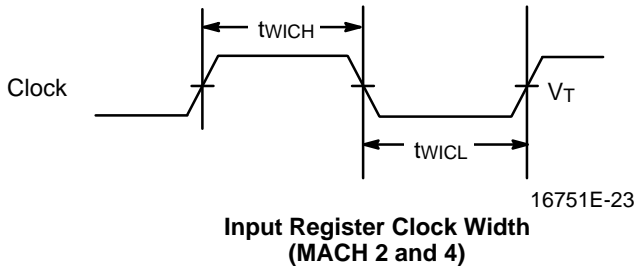 tWICH
Clock
VT
tWICL
16751E-23
Input Register Clock Width
(MACH 2 and 4)